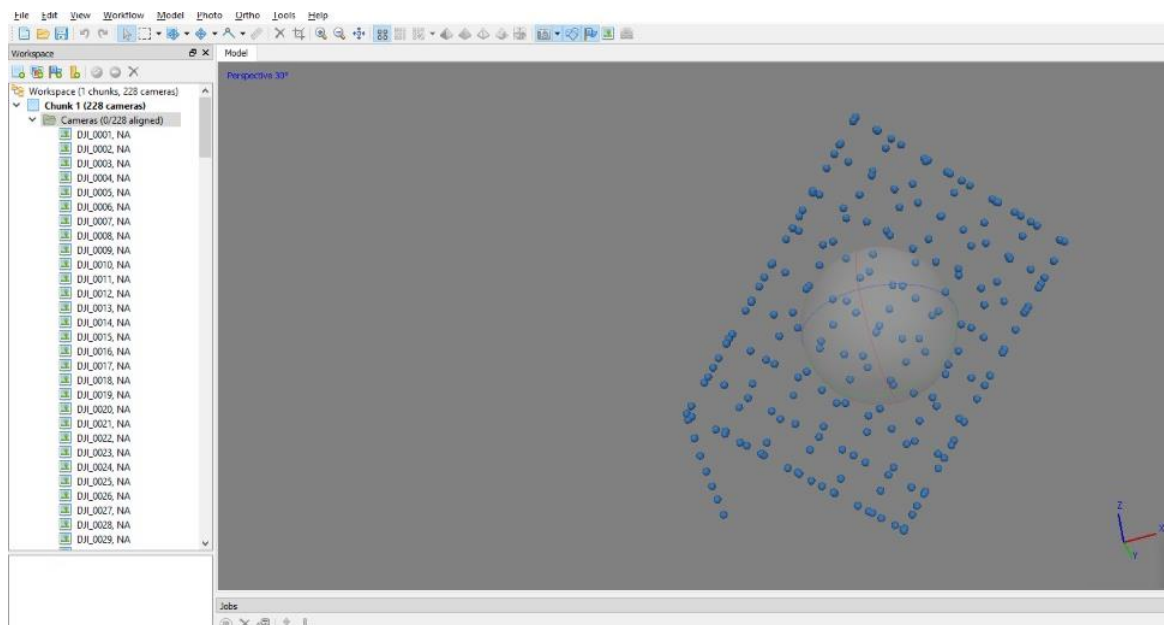 File Edit View Workflow Model Photo Ortho Tools Help
Workspace
Model
Perspective 30°
Workspace (1 chunks, 228 cameras)
Chunk 1 (228 cameras)
Cameras (0/228 aligned)
DJI_0001, NA
DJI_0002, NA
DJI_0003, NA
DJI_0004, NA
DJI_0005, NA
DJI_0006, NA
DJI_0007, NA
DJI_0008, NA
DJI_0009, NA
DJI_0010, NA
DJI_0011, NA
DJI_0012, NA
DJI_0013, NA
DJI_0014, NA
DJI_0015, NA
DJI_0016, NA
DJI_0017, NA
DJI_0018, NA
DJI_0019, NA
DJI_0020, NA
DJI_0021, NA
DJI_0022, NA
DJI_0023, NA
DJI_0024, NA
DJI_0025, NA
DJI_0026, NA
DJI_0027, NA
DJI_0028, NA
DJI_0029, NA
Z
X
Y
Jobs